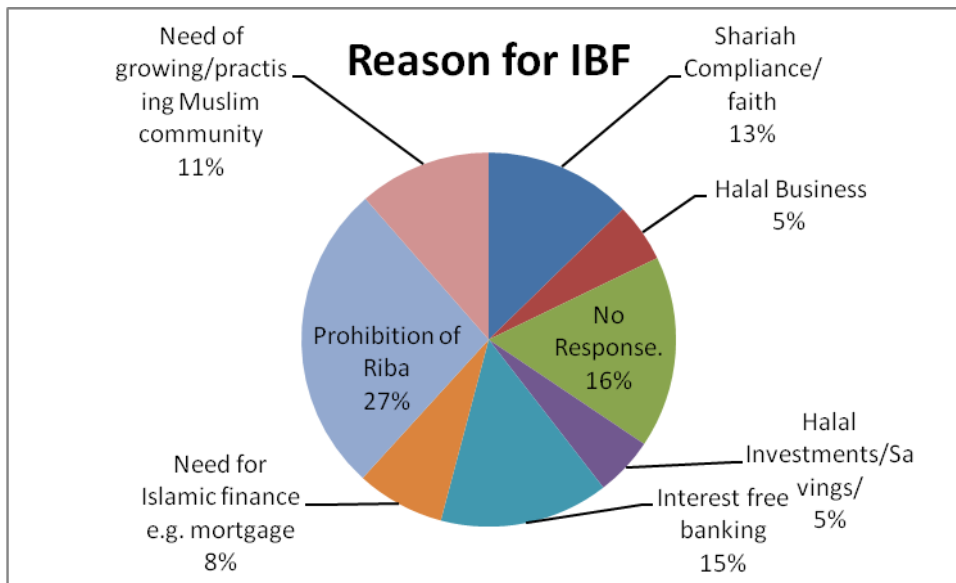 Reason for IBF
Need of
growing/practis
ing Muslim
community
11%
Shariah
Compliance/
faith
13%
Halal Business
5%
No
Response.
16%
Prohibition of
Riba
27%
Halal
Investments/Sa
vings/
5%
Interest free
banking
15%
Need for
Islamic finance
e.g. mortgage
8%